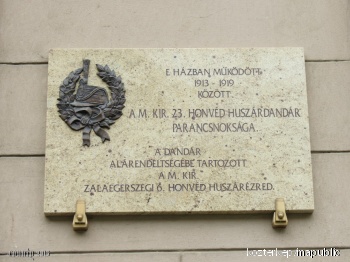 E HÁZBAN MŰKÖDÖTT
1913 - 1919
KÖZÖTT
A M. KIR. 23. HONVÉD HUSZÁRDANDÁR
PARANCSNOKSÁGA.
A DANDÁR
ALÁRENDELTSÉGÉBE TARTOZOTT
A M. KIR.
ZALAEGERSZEGI 6. HONVÉD HUSZÁREZRED.